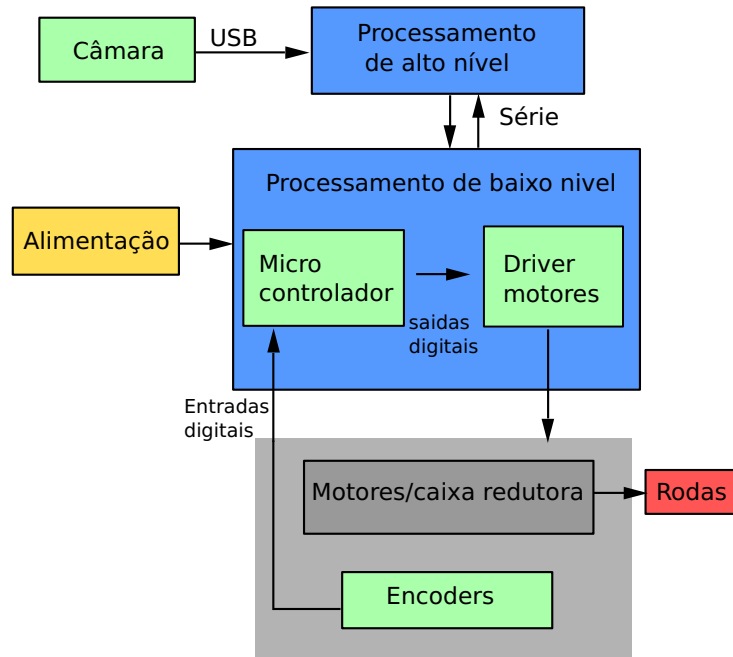 Câmara
USB
Processamento
de alto nível
Série
Processamento de baixo nivel
Alimentação
Micro
controlador
Driver
motores
saidas
digitais
Entradas
digitais
Motores/caixa redutora
Rodas
Encoders